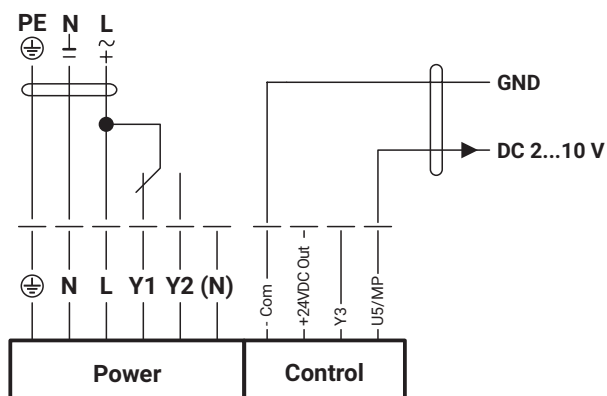 PE N L
GND
DC 2...10 V
N L Y1 Y2 (N)
- Com
+24VDC Out
Y3
U5/MP
Power
Control